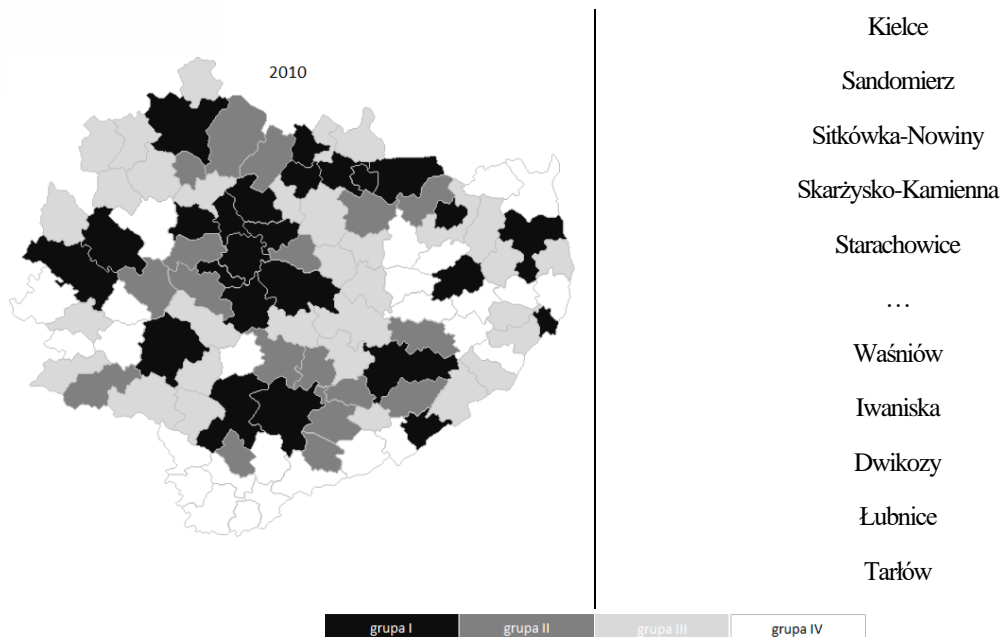 2010
Kielce
Sandomierz
Sitkówka-Nowiny
Skarżysko-Kamienna
Starachowice
…
Waśniów
Iwaniska
Dwikozy
Łubnice
Tarłów
grupa I grupa II grupa III grupa IV